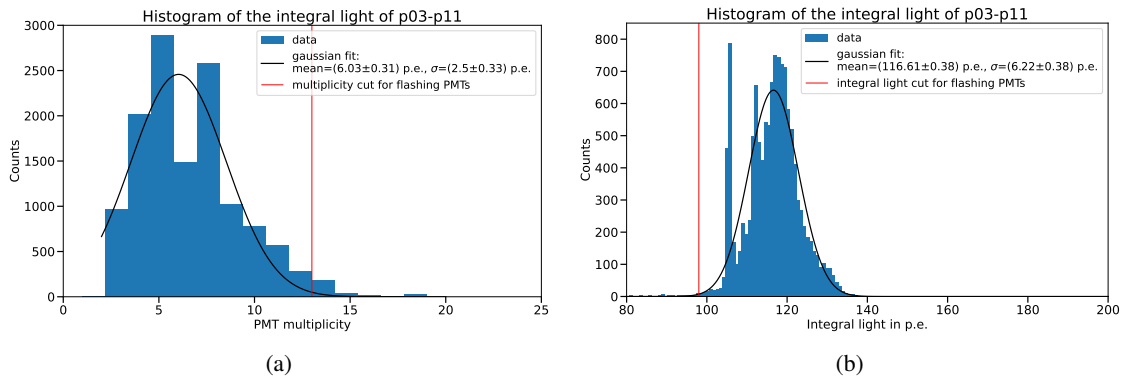 Histogram of the integral light of p03-p11
data
gaussian fit:
mean=(6.03±0.31) p.e., σ=(2.5±0.33) p.e.
multiplicity cut for flashing PMTs
3000
2500
2000
1500
1000
500
0
Counts
0 5 10 15 20 25
PMT multiplicity
(a)
Histogram of the integral light of p03-p11
data
gaussian fit:
mean=(116.61±0.38) p.e., σ=(6.22±0.38) p.e.
integral light cut for flashing PMTs
800
700
600
500
400
300
200
100
0
Counts
80 100 120 140 160 180 200
Integral light in p.e.
(b)